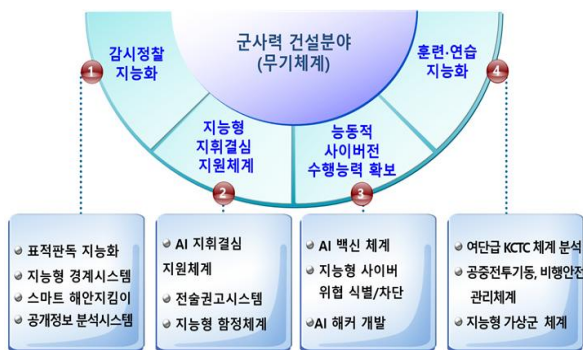 군사력 건설분야
(무기체계)
1
감시정찰
지능화
지능형
지휘결심
지원체계
2
능동적
사이버전
수행능력 확보
3
훈련·연습
지능화
4
표적판독 지능화
지능형 경계시스템
스마트 해안지킴이
공개정보 분석시스템
AI 지휘결심
지원체계
전술권고시스템
지능형 함정체계
AI 백신 체계
지능형 사이버
위협 식별/차단
AI 해커 개발
여단급 KCTC 체계 분석
공중전투기동, 비행안전
관리체계
지능형 가상군 체계